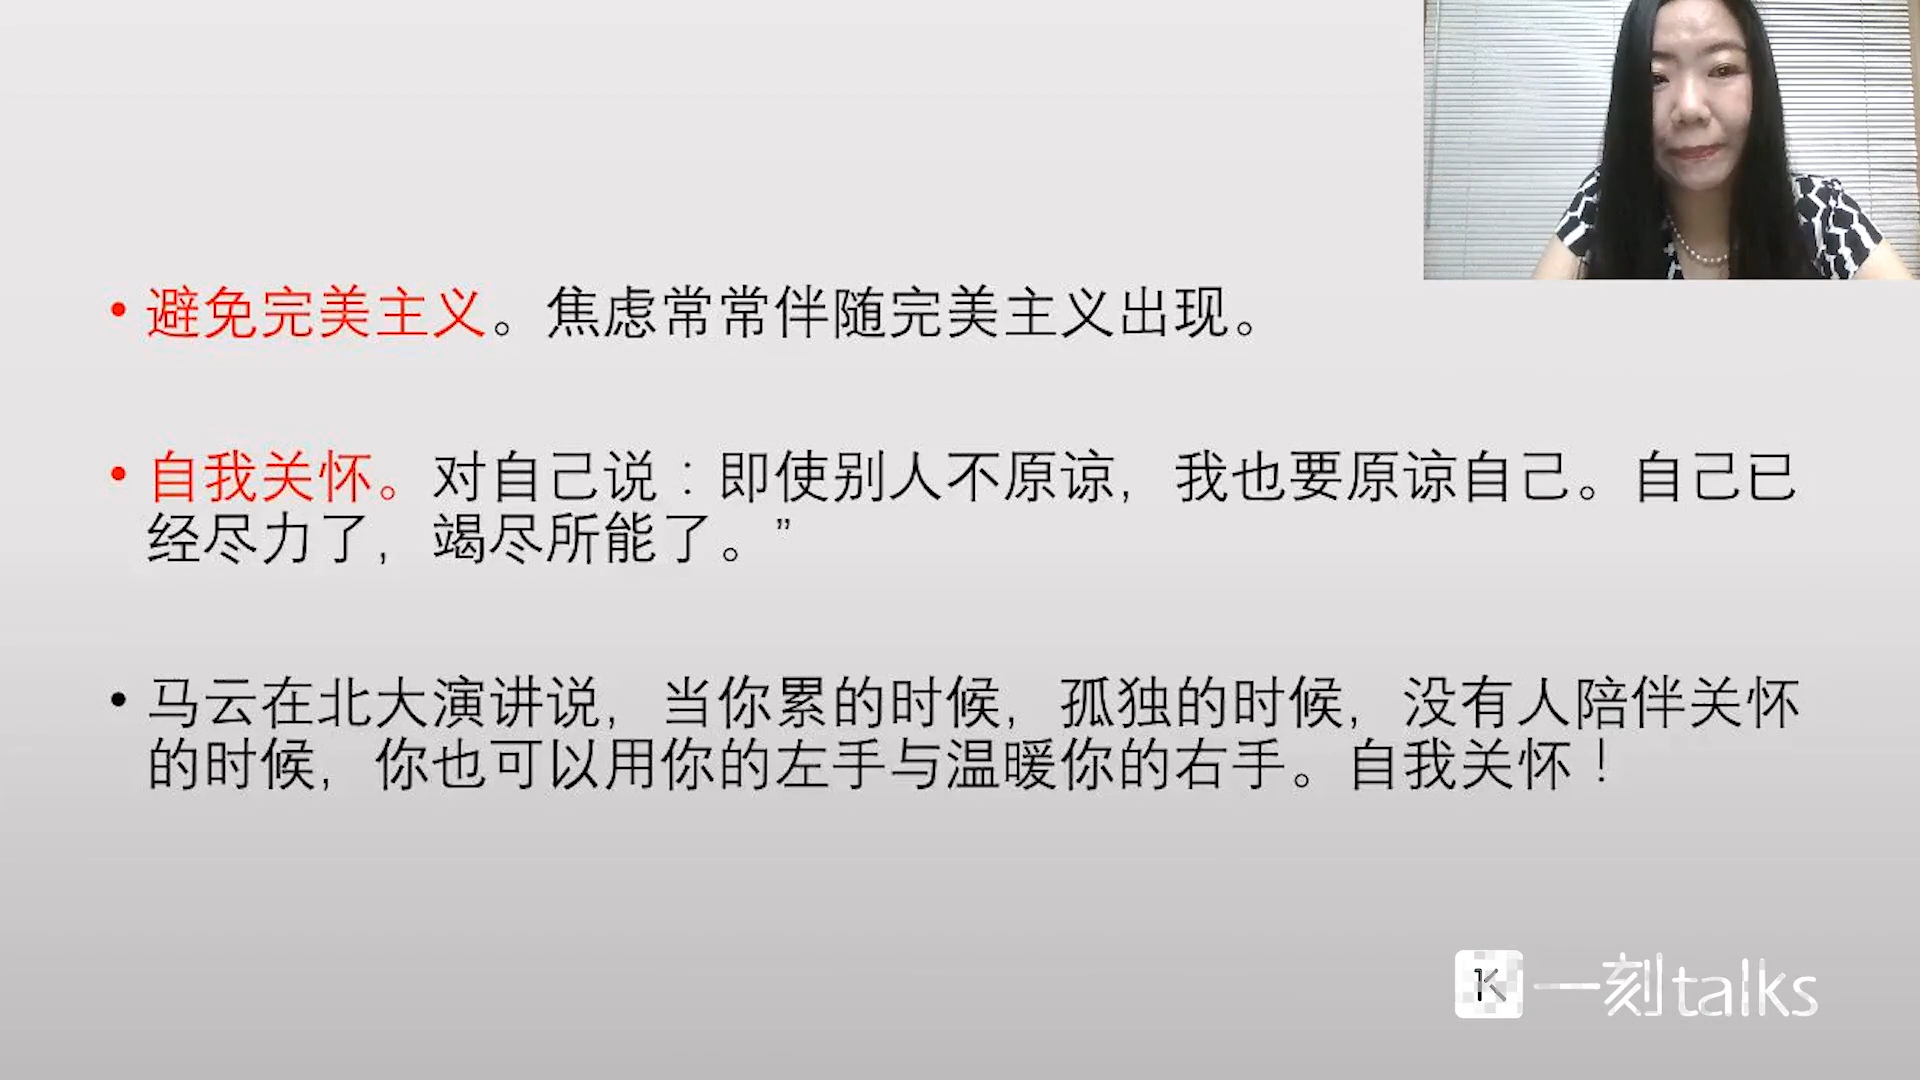 • 避免完美主义。焦虑常常伴随完美主义出现。
• 自我关怀。对自己说：即使别人不原谅，我也要原谅自己。自己已
经尽力了，竭尽所能了。”
• 马云在北大演讲说，当你累的时候，孤独的时候，没有人陪伴关怀
的时候，你也可以用你的左手与温暖你的右手。自我关怀！
K 一刻talks